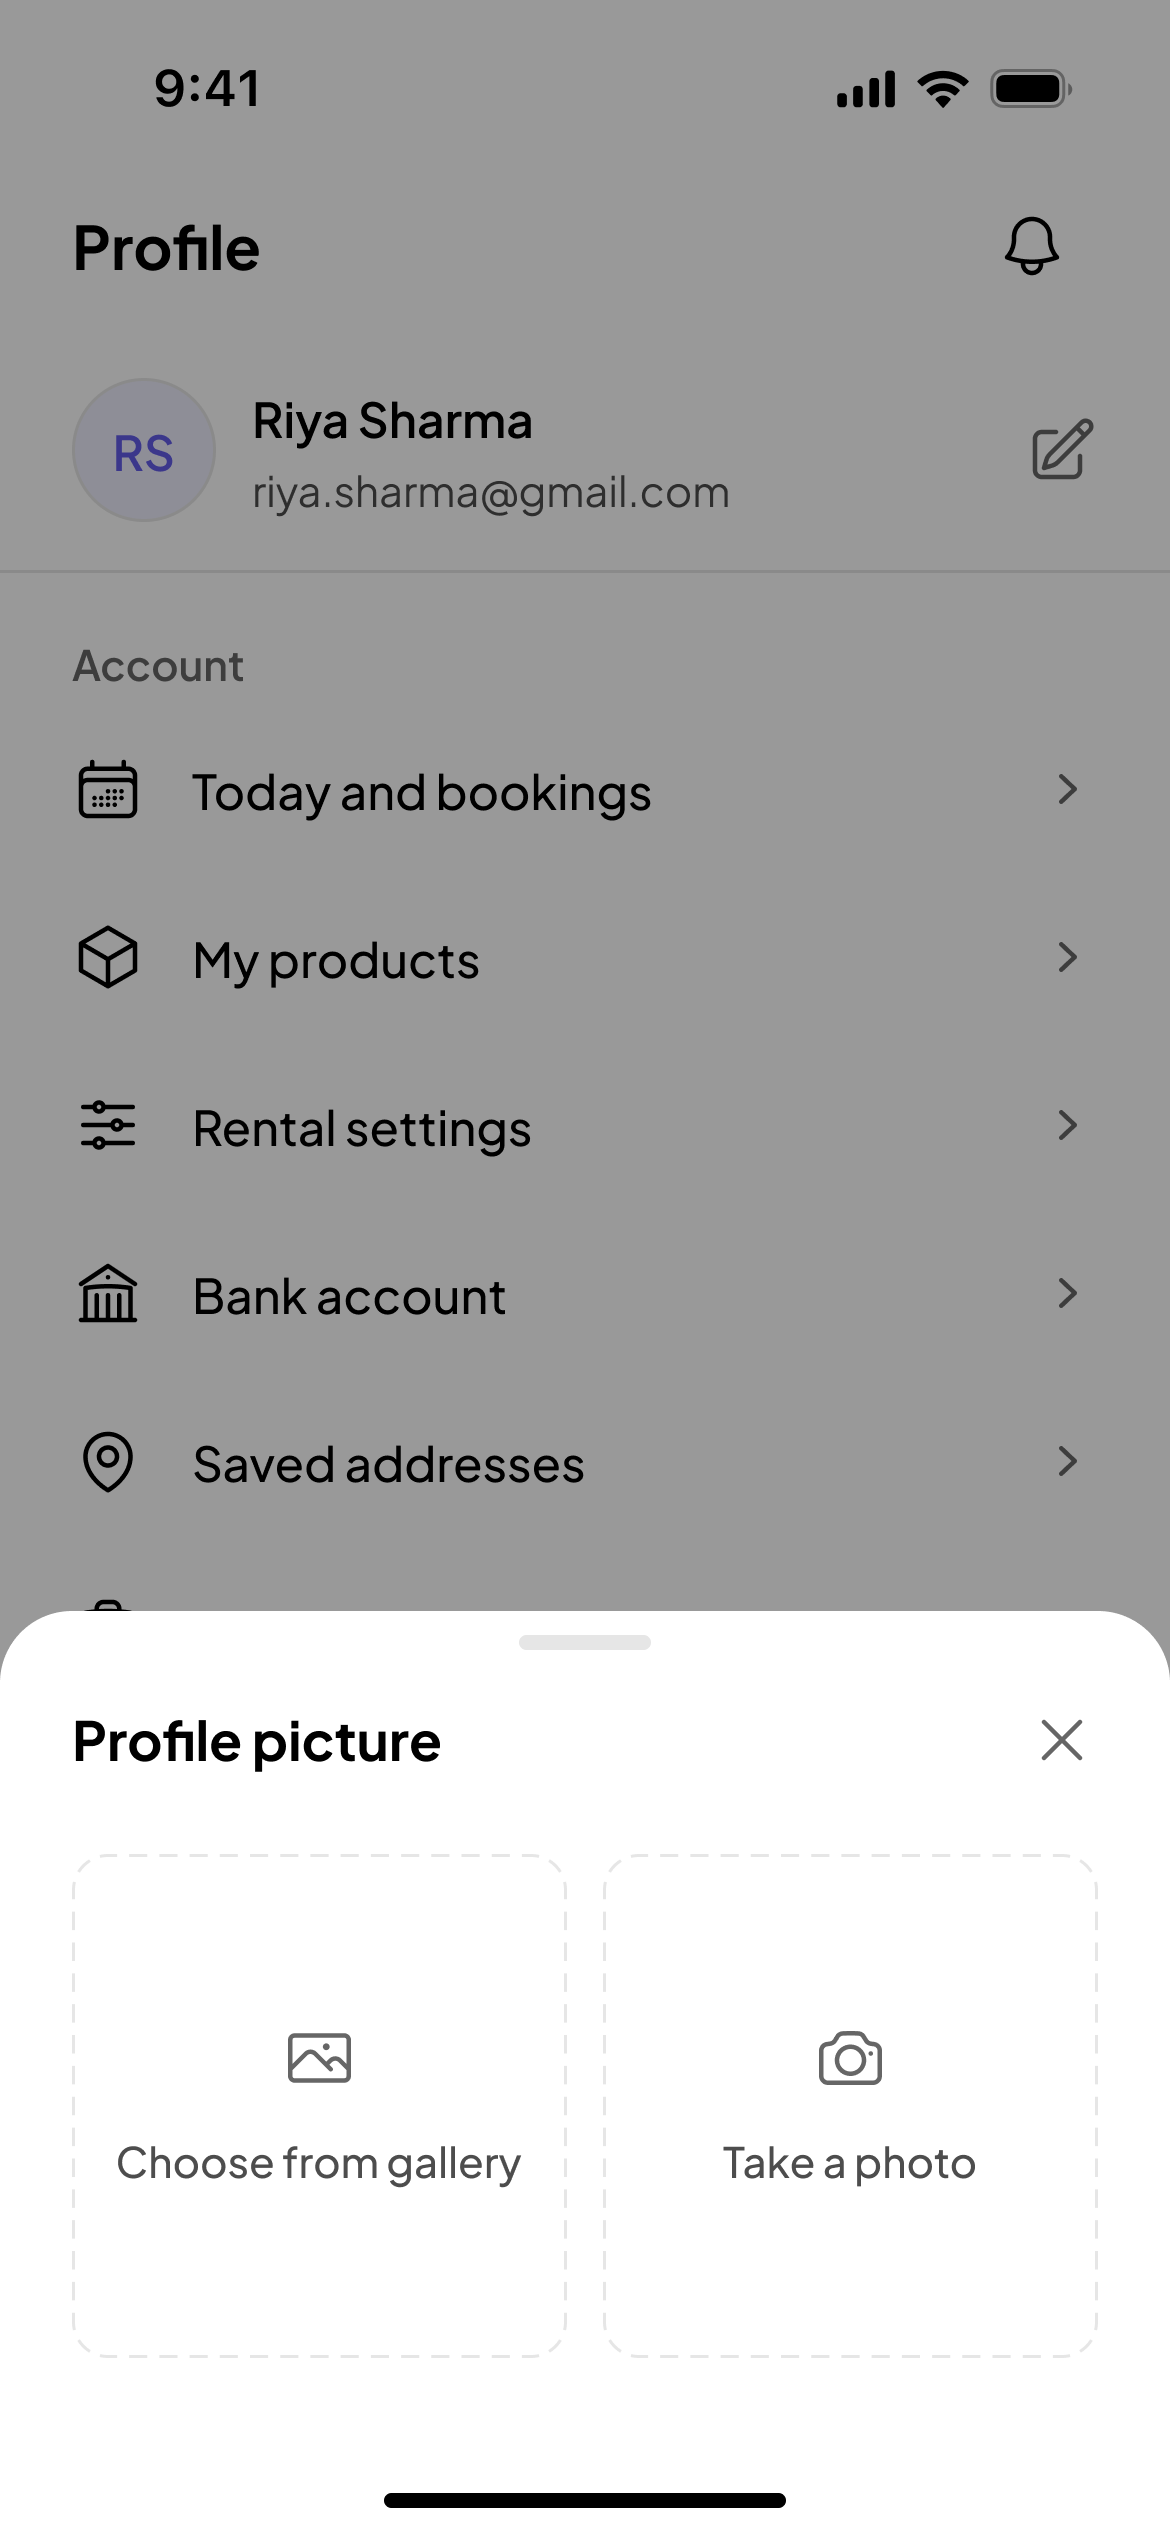 9:41
Profile
RS
Riya Sharma
riya.sharma@gmail.com
Account
Today and bookings
My products
Rental settings
Bank account
Saved addresses
Profile picture
Choose from gallery
Take a photo